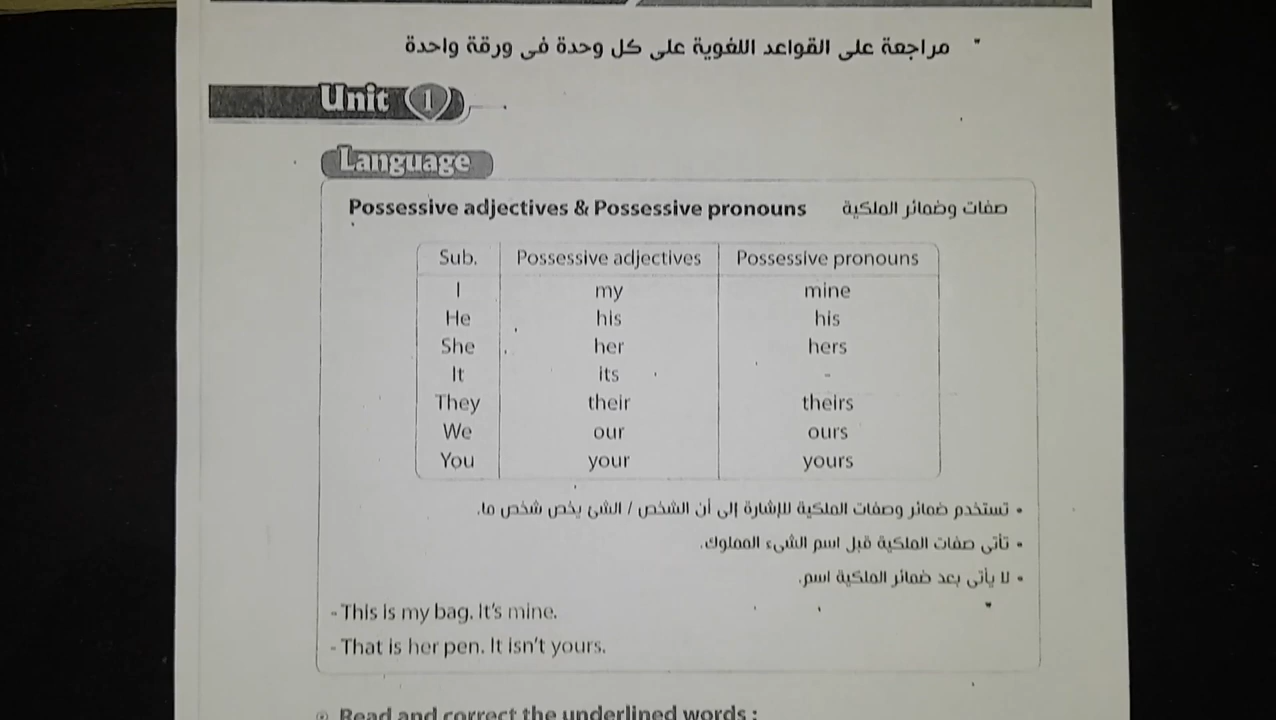 مراجعة على القواعد اللغوية على كل وحدة فى ورقة واحدة
Unit 1
Language
Possessive adjectives & Possessive pronouns صفات وضمائر الملكية
Sub. Possessive adjectives Possessive pronouns
I my mine
He his his
She her hers
It its -
They their theirs
We our ours
You your yours
• تستخدم ضمائر وصفات الملكية للإشارة إلى أن الشخص / الشئ يخص شخص ما.
• تأتى صفات الملكية قبل اسم الشىء المملوك.
• لا يأتى بعد ضمائر الملكية اسم.
- This is my bag. It's mine.
- That is her pen. It isn't yours.
Read and correct the underlined words :